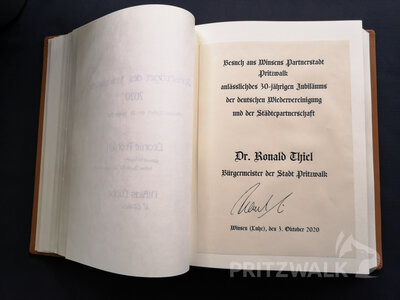 Besuch aus Winsens Partnerstadt
Pritzwalk
anlässlichdes 30-jährigen Jubiläums
der deutschen Wiedervereinigung
und der Städtepartnerschaft
Dr. Ronald Thiel
Bürgermeister der Stadt Pritzwalk
Winsen (Luhe), den 3. Oktober 2020
PRITZWALK